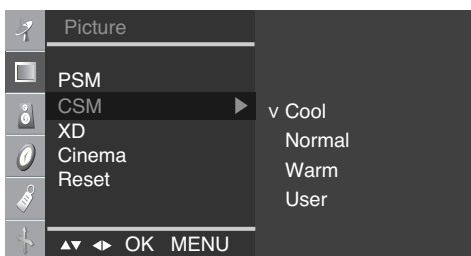 Picture
PSM
CSM
XD
Cinema
Reset
v Cool
Normal
Warm
User
▲▼ ◄► OK MENU